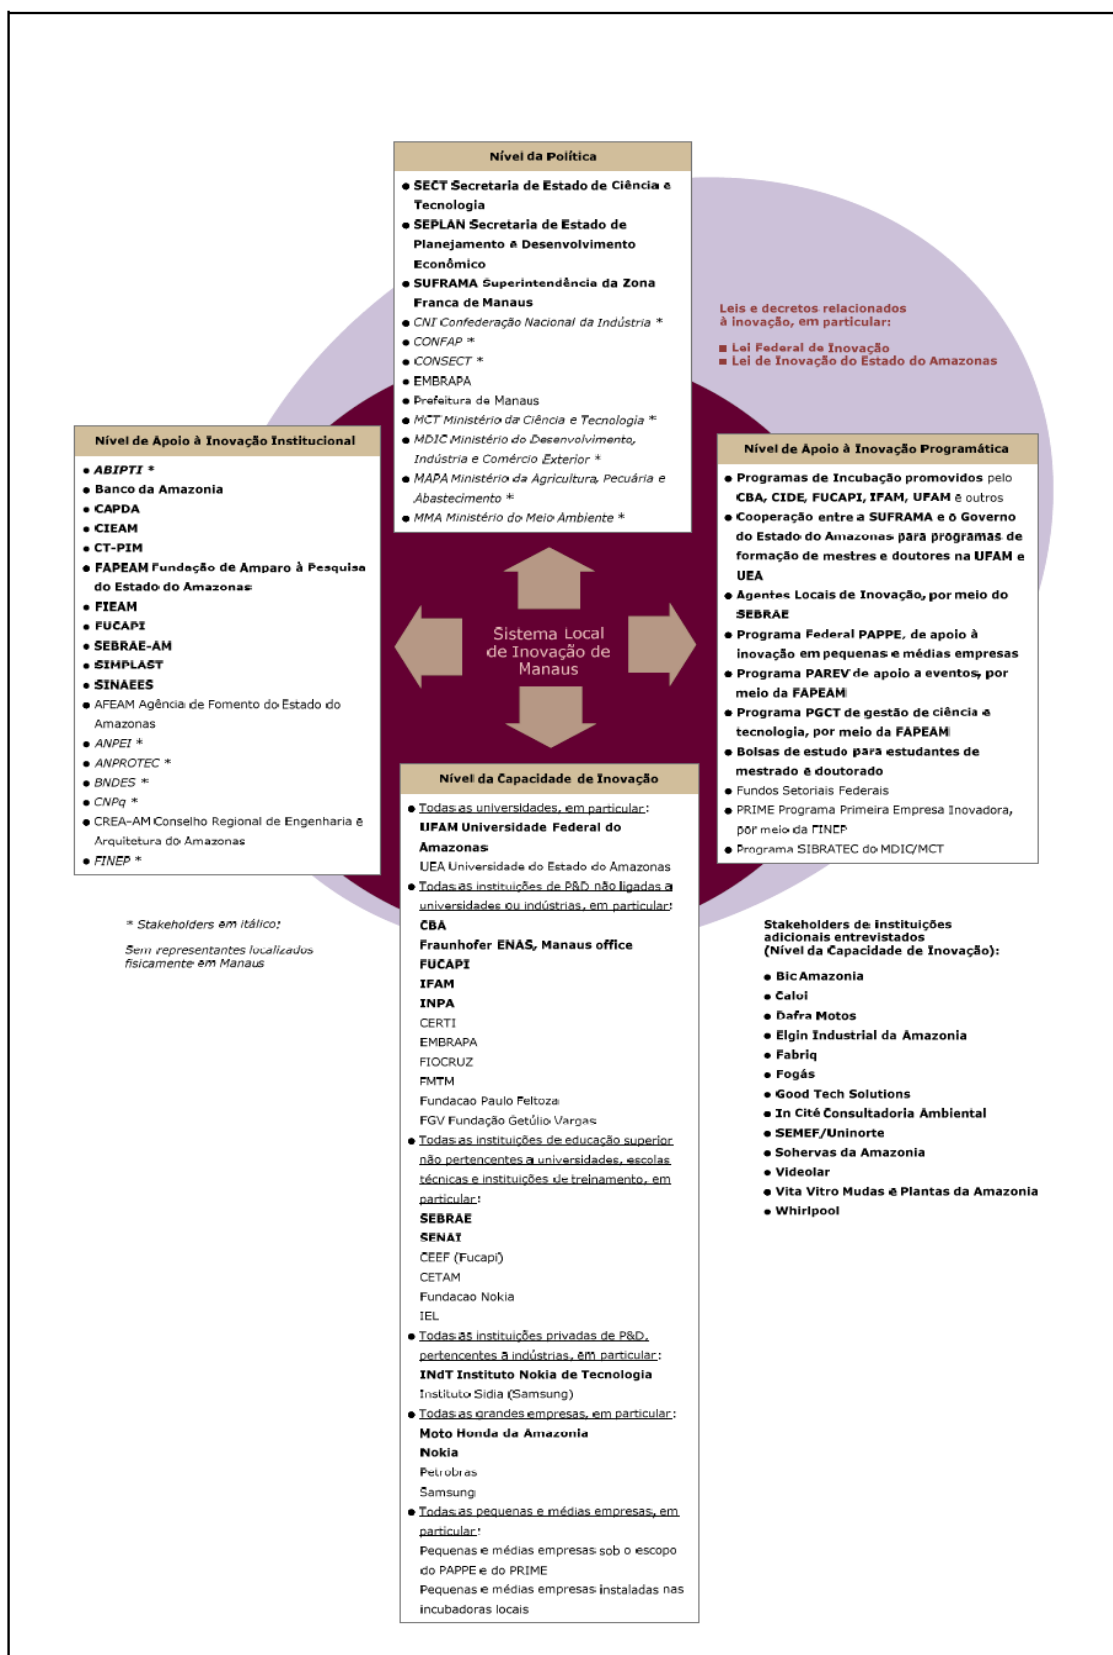 Nível da Política
● SECT Secretaria de Estado de Ciência e
Tecnologia
● SEPLAN Secretaria de Estado de
Planejamento e Desenvolvimento
Econômico
● SUFRAMA Superintendência da Zona
Franca de Manaus
● CNI Confederação Nacional da Indústria *
● CONFAP *
● CONSECT *
● EMBRAPA
● Prefeitura de Manaus
● MCT Ministério da Ciência e Tecnologia *
● MDIC Ministério do Desenvolvimento,
Indústria e Comércio Exterior *
● MAPA Ministério da Agricultura, Pecuária e
Abastecimento *
● MMA Ministério do Meio Ambiente *
Leis e decretos relacionados
à inovação, em particular:
■ Lei Federal de Inovação
■ Lei de Inovação do Estado do Amazonas
Nível de Apoio à Inovação Institucional
● ABIPTI *
● Banco da Amazonia
● CAPDA
● CIEAM
● CT-PIM
● FAPEAM Fundação de Amparo à Pesquisa
do Estado do Amazonas
● FIEAM
● FUCAPI
● SEBRAE-AM
● SIMPLAST
● SINAEES
● AFEAM Agência de Fomento do Estado do
Amazonas
● ANPEI *
● ANPROTEC *
● BNDES *
● CNPq *
● CREA-AM Conselho Regional de Engenharia e
Arquitetura do Amazonas
● FINEP *
Sistema Local
de Inovação de
Manaus
Nível de Apoio à Inovação Programática
● Programas de Incubação promovidos pelo
CBA, CIDE, FUCAPI, IFAM, UFAM e outros
● Cooperação entre a SUFRAMA e o Governo
do Estado do Amazonas para programas de
formação de mestres e doutores na UFAM e
UEA
● Agentes Locais de Inovação, por meio do
SEBRAE
● Programa Federal PAPPE, de apoio à
inovação em pequenas e médias empresas
● Programa PAREV de apoio a eventos, por
meio da FAPEAM
● Programa PGCT de gestão de ciência e
tecnologia, por meio da FAPEAM
● Bolsas de estudo para estudantes de
mestrado e doutorado
● Fundos Setoriais Federais
● PRIME Programa Primeira Empresa Inovadora,
por meio da FINEP
● Programa SIBRATEC do MDIC/MCT
Nível da Capacidade de Inovação
● Todas as universidades, em particular:
UFAM Universidade Federal do
Amazonas
UEA Universidade do Estado do Amazonas
● Todas as instituições de P&D não ligadas a
universidades ou indústrias, em particular:
CBA
Fraunhofer ENAS, Manaus office
FUCAPI
IFAM
INPA
CERTI
EMBRAPA
FIOCRUZ
FMTM
Fundacao Paulo Feitoza
FGV Fundação Getúlio Vargas
● Todas as instituições de educação superior
não pertencentes a universidades, escolas
técnicas e instituições de treinamento, em
particular:
SEBRAE
SENAI
CEEF (Fucapi)
CETAM
Fundacao Nokia
IEL
● Todas as instituições privadas de P&D,
pertencentes a indústrias, em particular:
INdT Instituto Nokia de Tecnologia
Instituto Sidia (Samsung)
● Todas as grandes empresas, em particular:
Moto Honda da Amazonia
Nokia
Petrobras
Samsung
● Todas as pequenas e médias empresas, em
particular:
Pequenas e médias empresas sob o escopo
do PAPPE e do PRIME
Pequenas e médias empresas instaladas nas
incubadoras locais
* Stakeholders em itálico:
Sem representantes localizados
fisicamente em Manaus
Stakeholders de instituições
adicionais entrevistados
(Nível da Capacidade de Inovação):
● Bic Amazonia
● Caloi
● Dafra Motos
● Elgin Industrial da Amazonia
● Fabriq
● Fogás
● Good Tech Solutions
● In Cité Consultadoria Ambiental
● SEMEF/Uninorte
● Sohervas da Amazonia
● Videolar
● Vita Vitro Mudas e Plantas da Amazonia
● Whirlpool